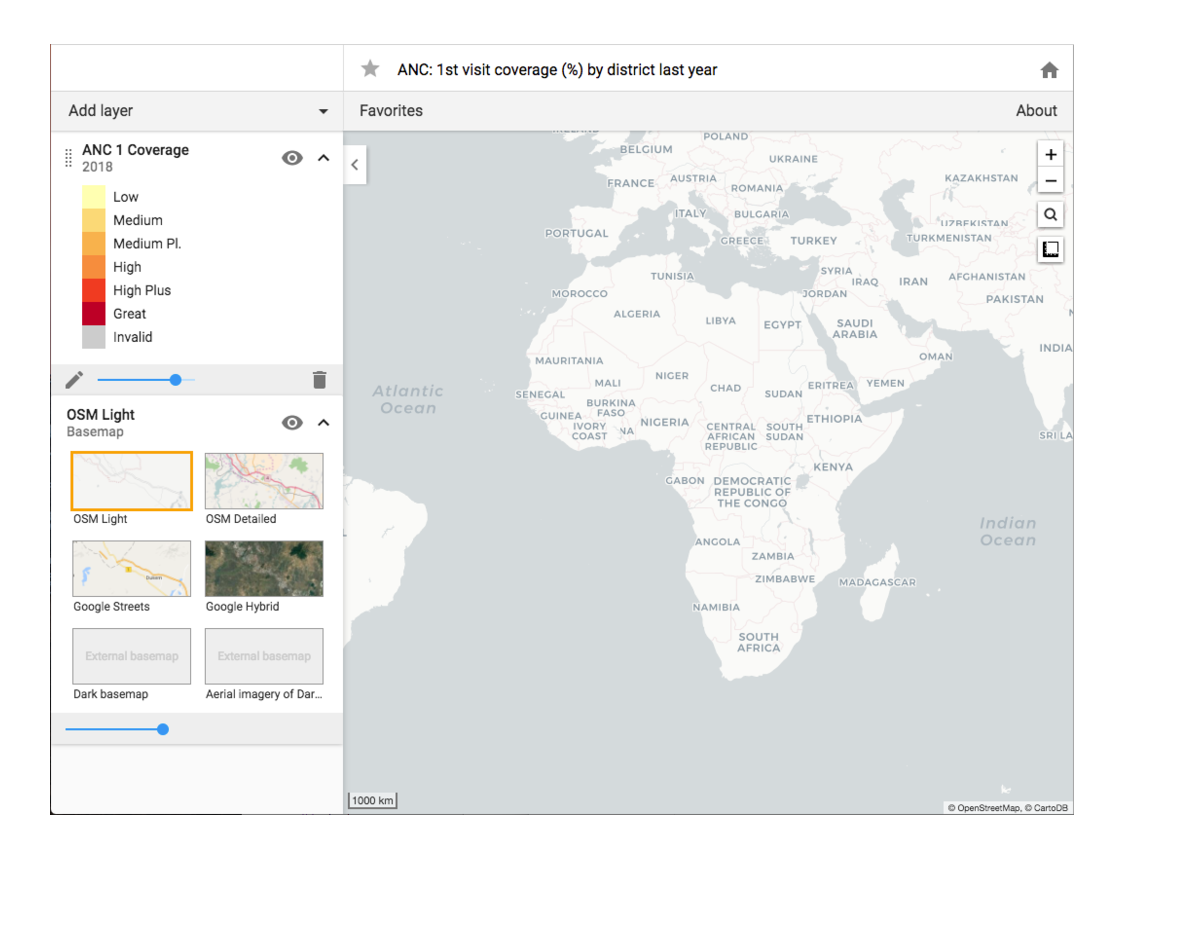 ANC: 1st visit coverage (%) by district last year
Add layer
Favorites
About
ANC 1 Coverage
2018
Low
Medium
Medium Pl.
High
High Plus
Great
Invalid
OSM Light
Basemap
OSM Light
OSM Detailed
Google Streets
Google Hybrid
External basemap
External basemap
Dark basemap
Aerial imagery of Dar...
POLAND
BELGIUM
UKRAINE
FRANCE
AUSTRIA
ROMANIA
KAZAKHSTAN
ITALY
BULGARIA
UZBEKISTAN
PORTUGAL
GREECE
TURKEY
TURKMENISTAN
TUNISIA
SYRIA
IRAQ
IRAN
AFGHANISTAN
MOROCCO
JORDAN
PAKISTAN
ALGERIA
LIBYA
EGYPT
SAUDI
ARABIA
INDIA
OMAN
MAURITANIA
MALI
NIGER
CHAD
SUDAN
ERITREA
YEMEN
Atlantic
Ocean
SENEGAL
BURKINA
FASO
GUINEA
IVORY
COAST
NA
NIGERIA
CENTRAL
AFRICAN
REPUBLIC
SOUTH
SUDAN
ETHIOPIA
SRI LA
KENYA
GABON
DEMOCRATIC
REPUBLIC OF
THE CONGO
Indian
Ocean
ANGOLA
ZAMBIA
ZIMBABWE
MADAGASCAR
NAMIBIA
SOUTH
AFRICA
1000 km
© OpenStreetMap, © CartoDB